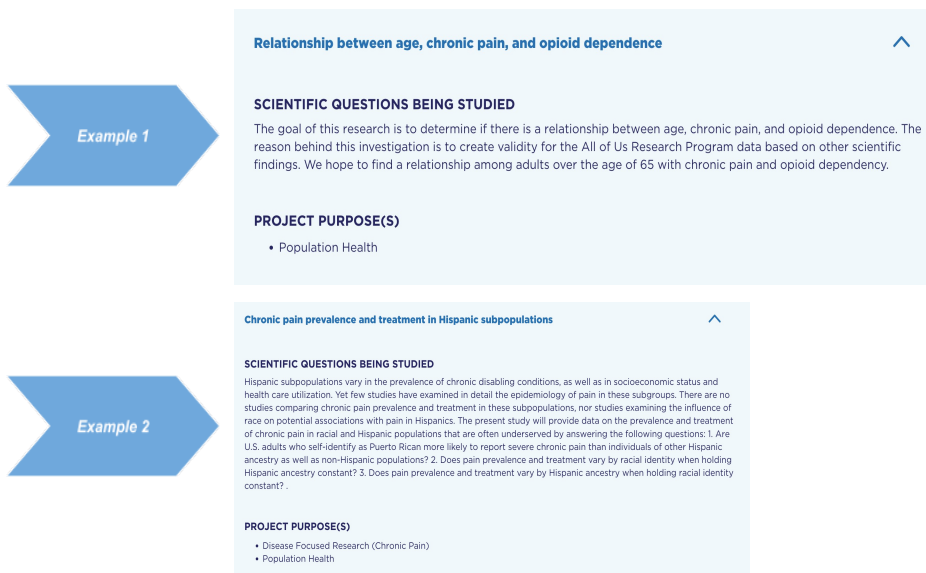 Relationship between age, chronic pain, and opioid dependence
Example 1
SCIENTIFIC QUESTIONS BEING STUDIED
The goal of this research is to determine if there is a relationship between age, chronic pain, and opioid dependence. The
reason behind this investigation is to create validity for the All of Us Research Program data based on other scientific
findings. We hope to find a relationship among adults over the age of 65 with chronic pain and opioid dependence.
PROJECT PURPOSE(S)
• Population Health
Chronic pain prevalence and treatment in Hispanic subpopulations
Example 2
SCIENTIFIC QUESTIONS BEING STUDIED
Hispanic subpopulations vary in the prevalence of chronic disabling conditions, as well as in socioeconomic status and
health care utilization. Yet few studies have examined in detail the epidemiology of pain in these subgroups. There are no
studies comparing chronic pain prevalence and treatment in these subpopulations, nor studies examining the influence of
race on potential associations with pain in Hispanics. The present study will provide data on the prevalence and treatment
of chronic pain in racial and Hispanic populations that are often underserved by answering the following questions: 1. Are
U.S. adults who self-identify as Puerto Rican more likely to report severe chronic pain than individuals of other Hispanic
ancestry as well as non-Hispanic populations? 2. Does pain prevalence and treatment vary by racial identity when holding
Hispanic ancestry constant? 3. Does pain prevalence and treatment vary by Hispanic ancestry when holding racial identity
constant? .
PROJECT PURPOSE(S)
• Disease Focused Research (Chronic Pain)
• Population Health